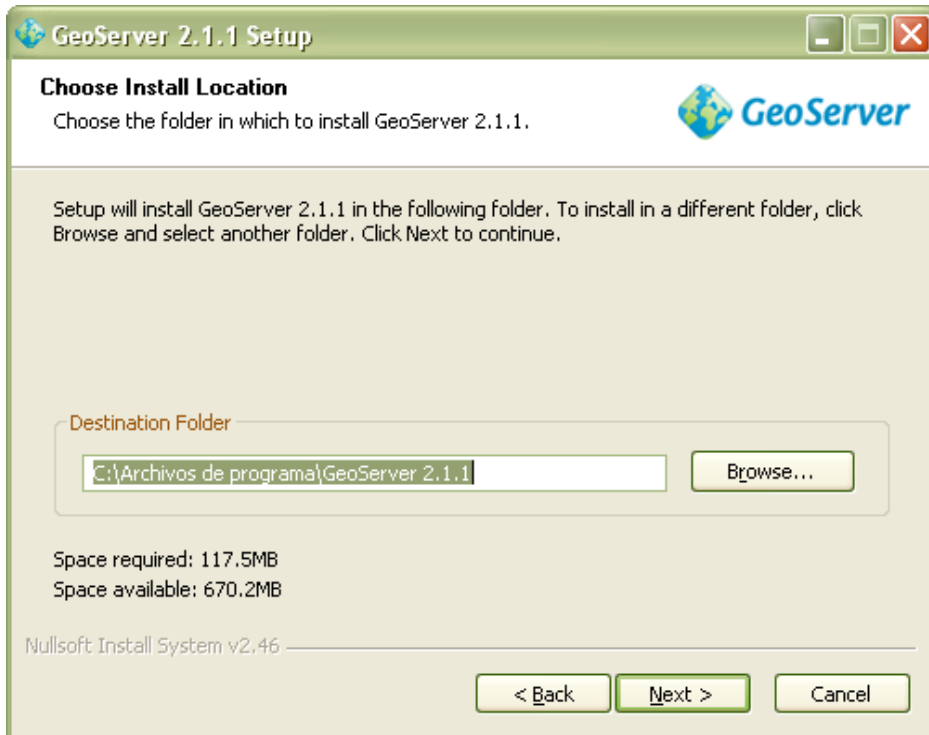 GeoServer 2.1.1 Setup
Choose Install Location
Choose the folder in which to install GeoServer 2.1.1.
GeoServer
Setup will install GeoServer 2.1.1 in the following folder. To install in a different folder, click
Browse and select another folder. Click Next to continue.
Destination Folder
C:\Archivos de programa\GeoServer 2.1.1
Browse...
Space required: 117.5MB
Space available: 670.2MB
Nullsoft Install System v2.46
< Back
Next >
Cancel